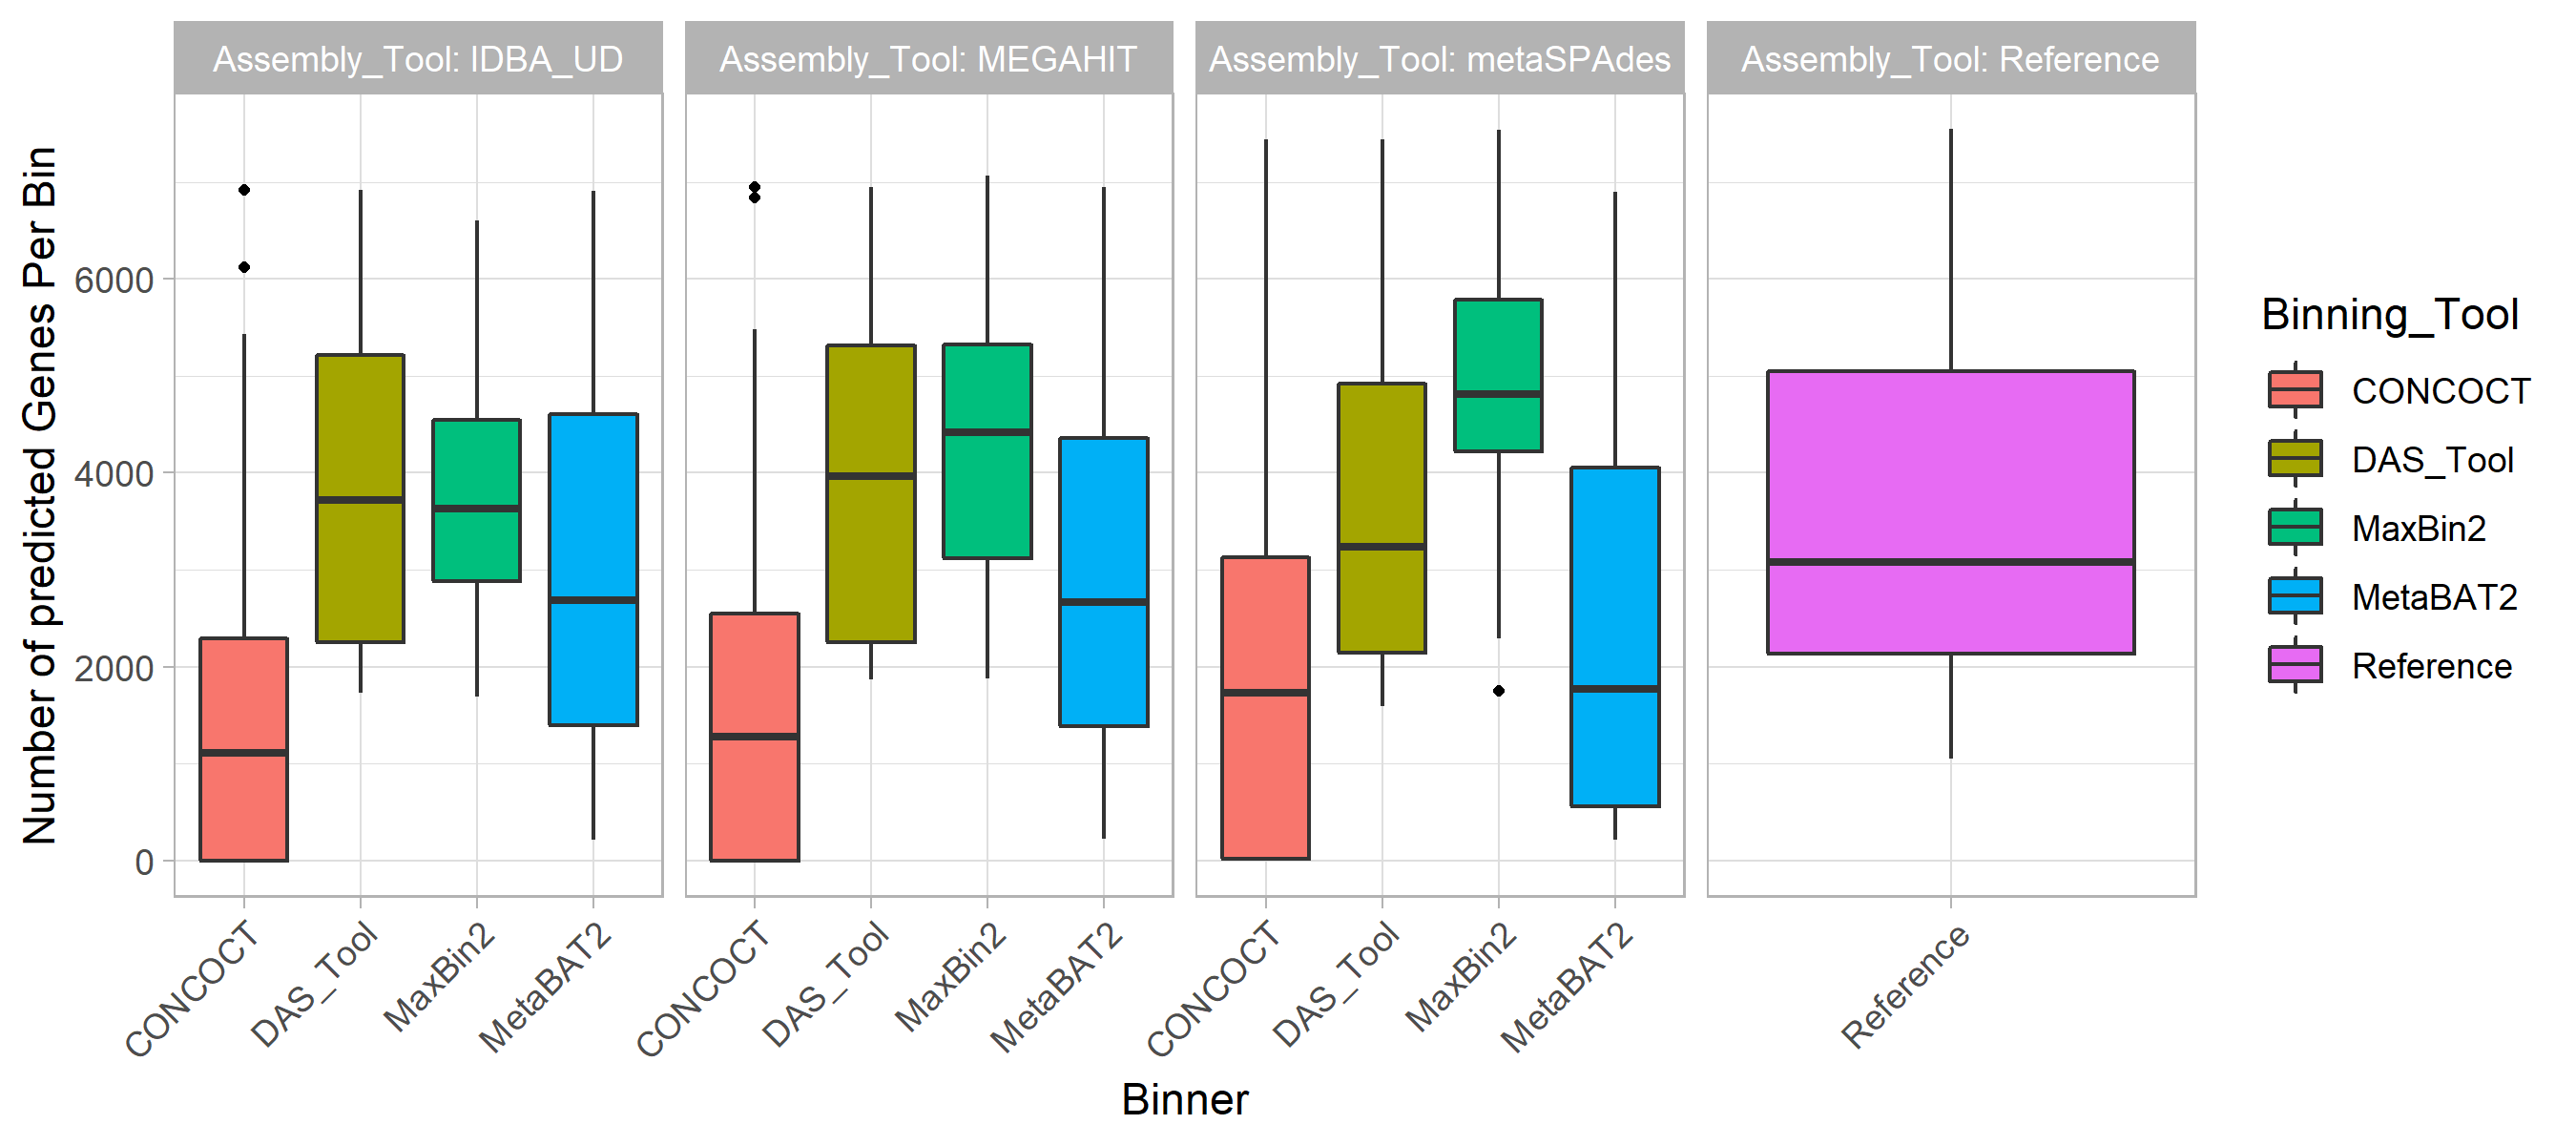 Assembly_Tool: IDBA_UD
Assembly_Tool: MEGAHIT
Assembly_Tool: metaSPAdes
Assembly_Tool: Reference
Number of predicted Genes Per Bin
6000
4000
2000
0
CONCOCT
DAS_Tool
MaxBin2
MetaBAT2
CONCOCT
DAS_Tool
MaxBin2
MetaBAT2
CONCOCT
DAS_Tool
MaxBin2
MetaBAT2
Reference
Binner
Binning_Tool
CONCOCT
DAS_Tool
MaxBin2
MetaBAT2
Reference